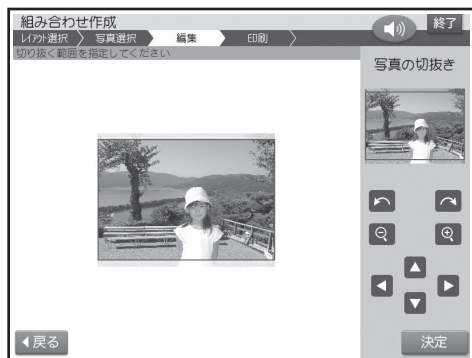 組み合わせ作成
終了
ﾚｲｱｳﾄ選択
写真選択
編集
印刷
切り抜く範囲を指定してください
写真の切抜き
戻る
決定